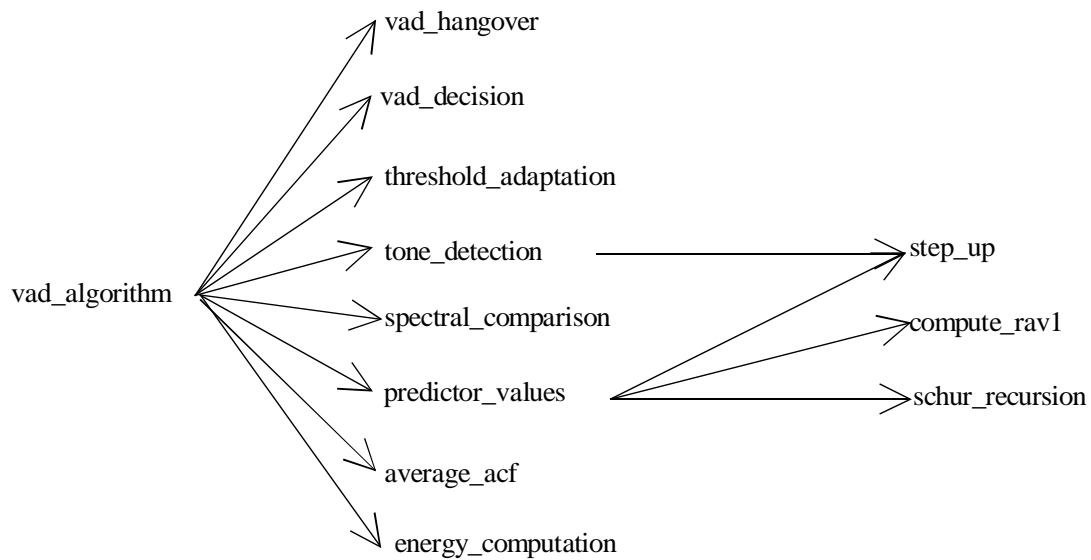 vad_hangover
vad_decision
threshold_adaptation
tone_detection
step_up
vad_algorithm
spectral_comparison
compute_rav1
predictor_values
schur_recursion
average_acf
energy_computation